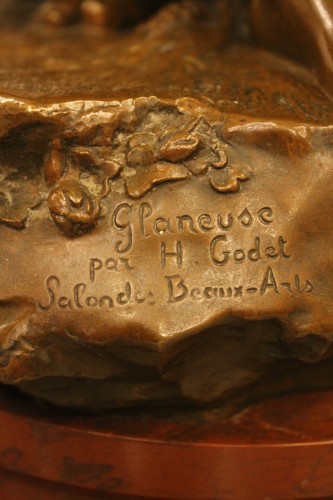 Glaneuse
par H. Godet
Salon des Beaux-Arts